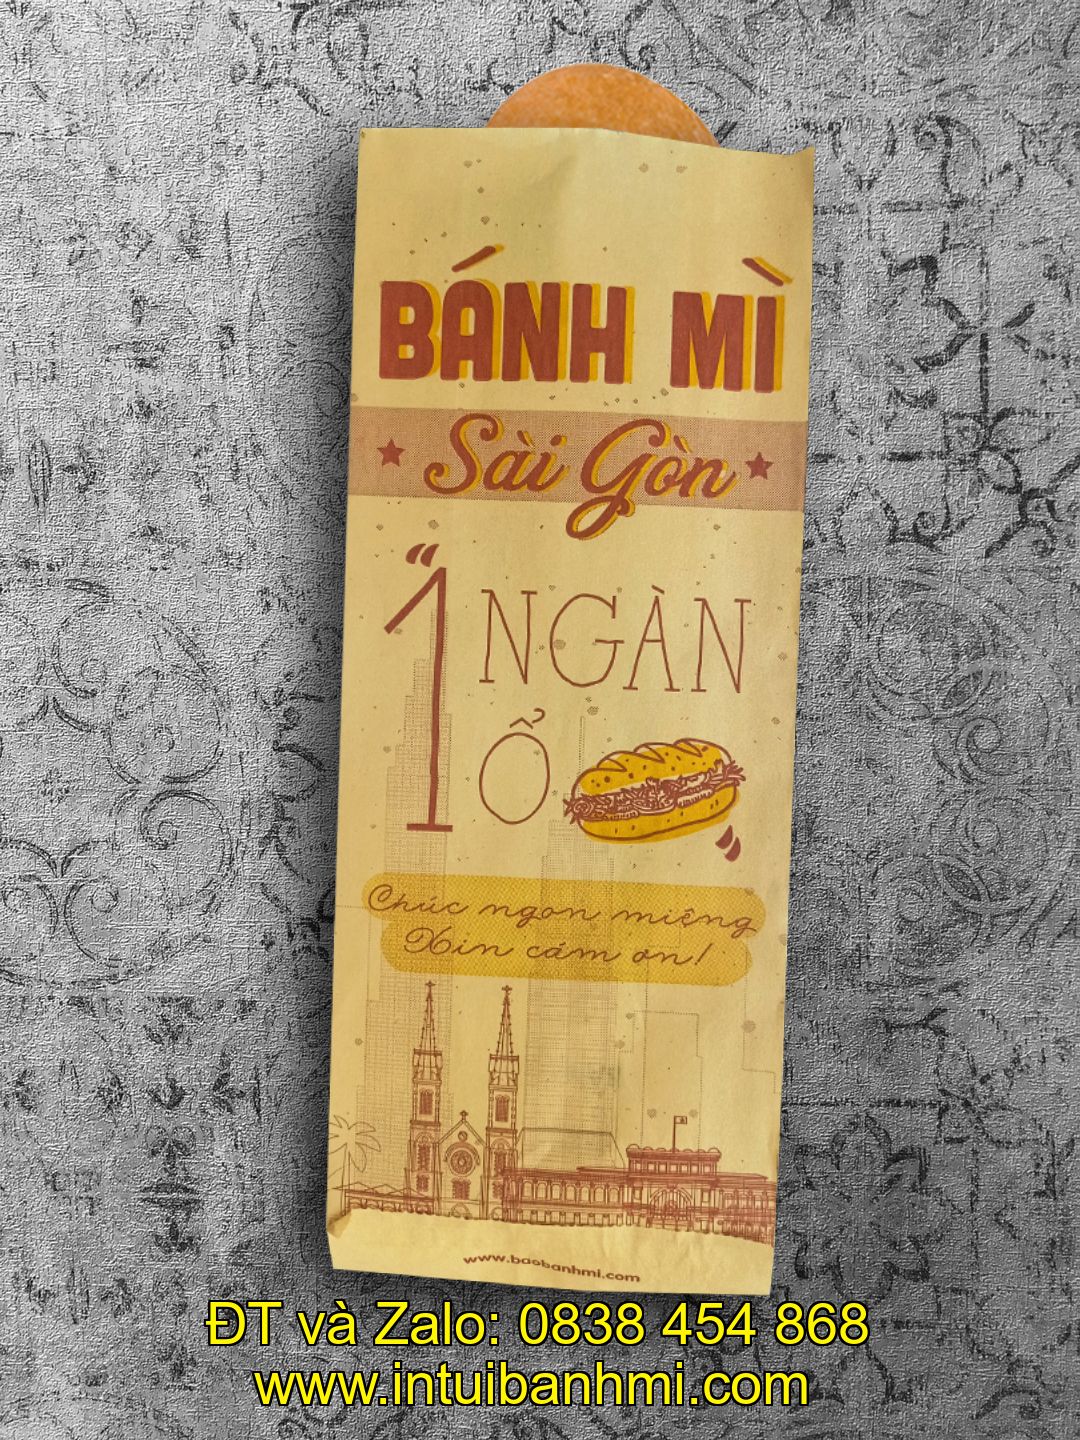 BÁNH MÌ
Sài Gòn
"1 NGÀN
Ổ "
Chúc ngon miệng
Xin cám ơn!
www.baobanhmi.com
ĐT và Zalo: 0838 454 868
www.intuibanhmi.com